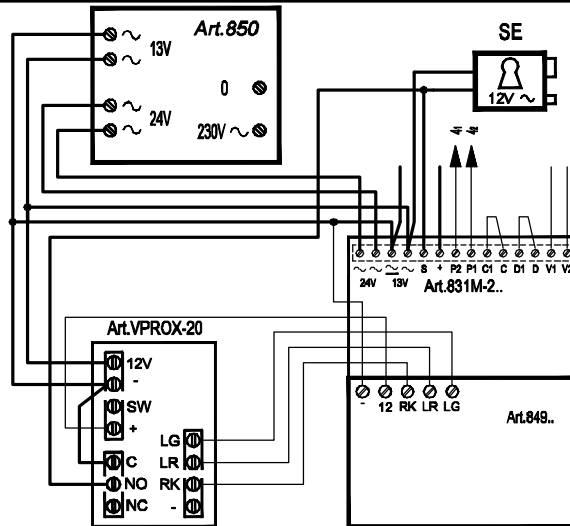 Art.850
SE
∿
13V
∿
∿
24V
∿
0
230V ∿
12V ∿
∿ ∿ ∿ ∿ S + P2 P1 C1 C D1 D V1 V2
24V 13V
Art.831M-2..
Art.VPROX-20
12V
-
SW
+
C
NO
NC
LG
LR
RK
-
- 12 RK LR LG
Art.849..